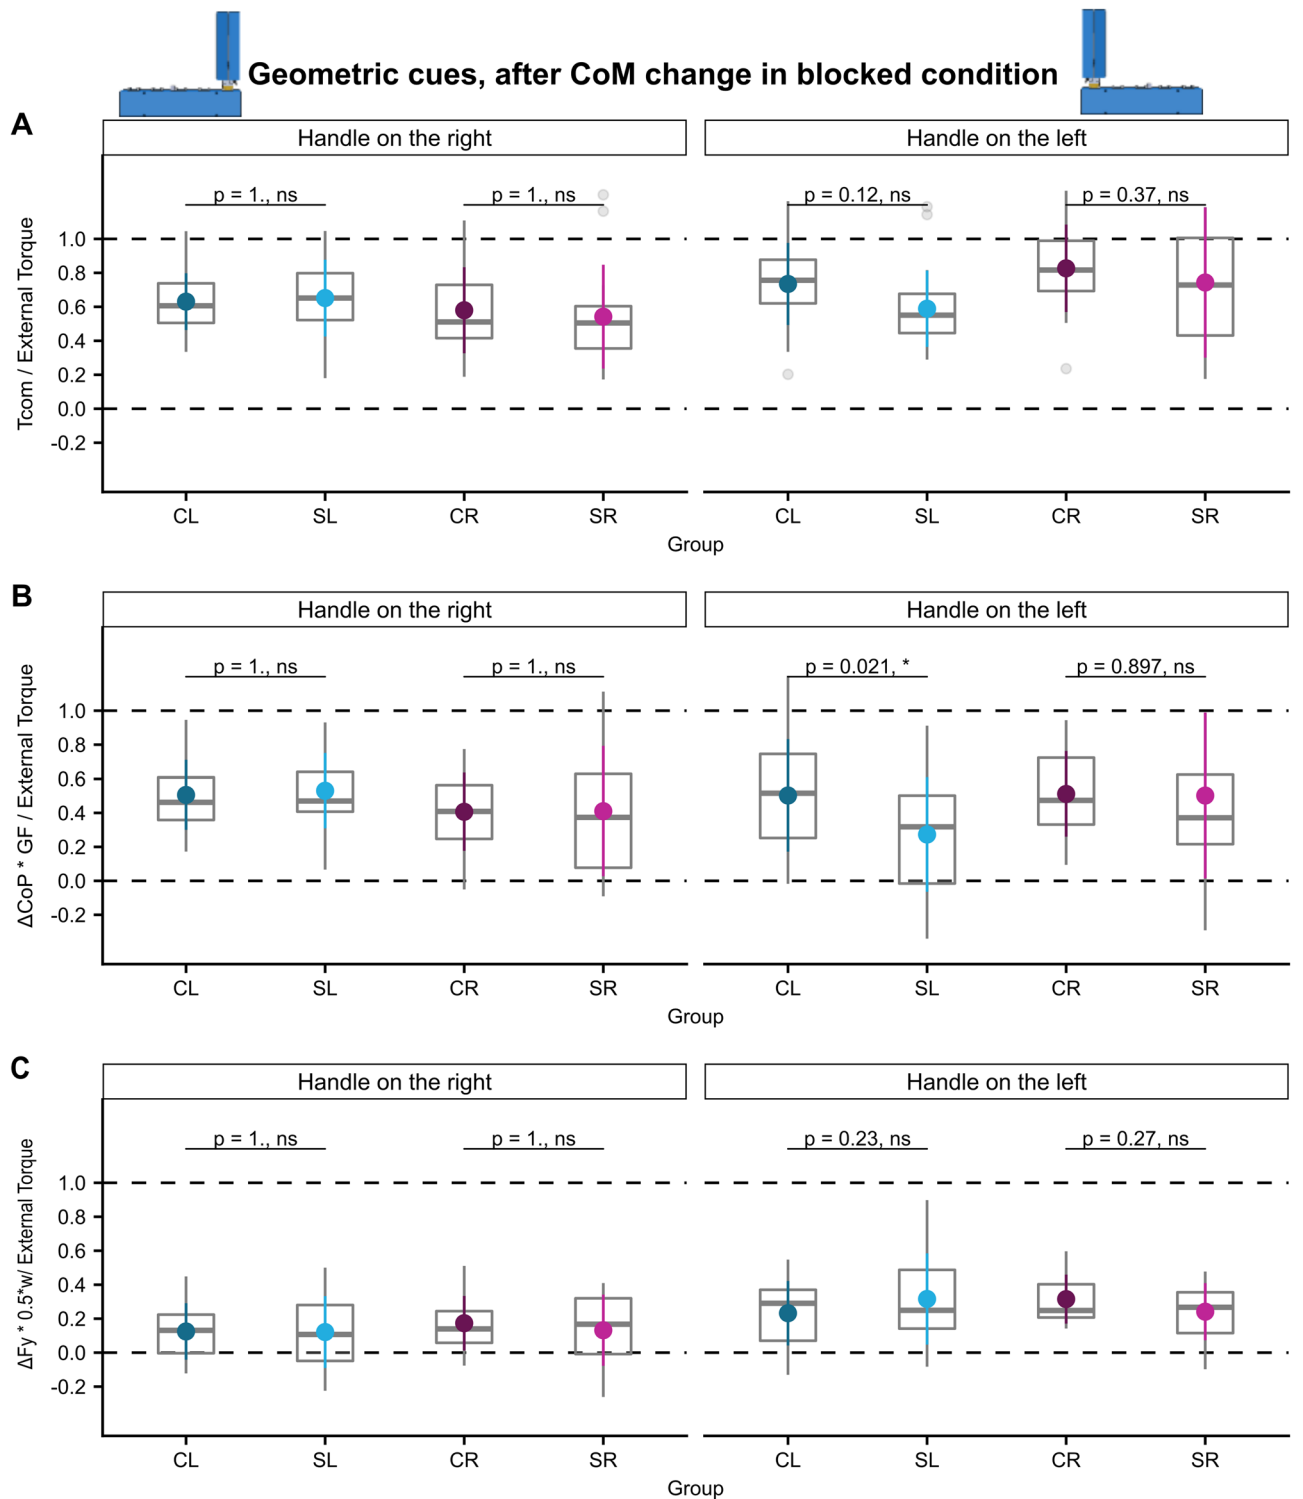 Geometric cues, after CoM change in blocked condition
A
Handle on the right
Handle on the left
p = 1., ns
p = 1., ns
p = 0.12, ns
p = 0.37, ns
Tcom / External Torque
1.0
0.8
0.6
0.4
0.2
0.0
-0.2
CL
SL
CR
SR
CL
SL
CR
SR
Group
B
Handle on the right
Handle on the left
p = 1., ns
p = 1., ns
p = 0.021, *
p = 0.897, ns
ΔCoP * GF / External Torque
1.0
0.8
0.6
0.4
0.2
0.0
-0.2
CL
SL
CR
SR
CL
SL
CR
SR
Group
C
Handle on the right
Handle on the left
p = 1., ns
p = 1., ns
p = 0.23, ns
p = 0.27, ns
ΔFy * 0.5*w/ External Torque
1.0
0.8
0.6
0.4
0.2
0.0
-0.2
CL
SL
CR
SR
CL
SL
CR
SR
Group